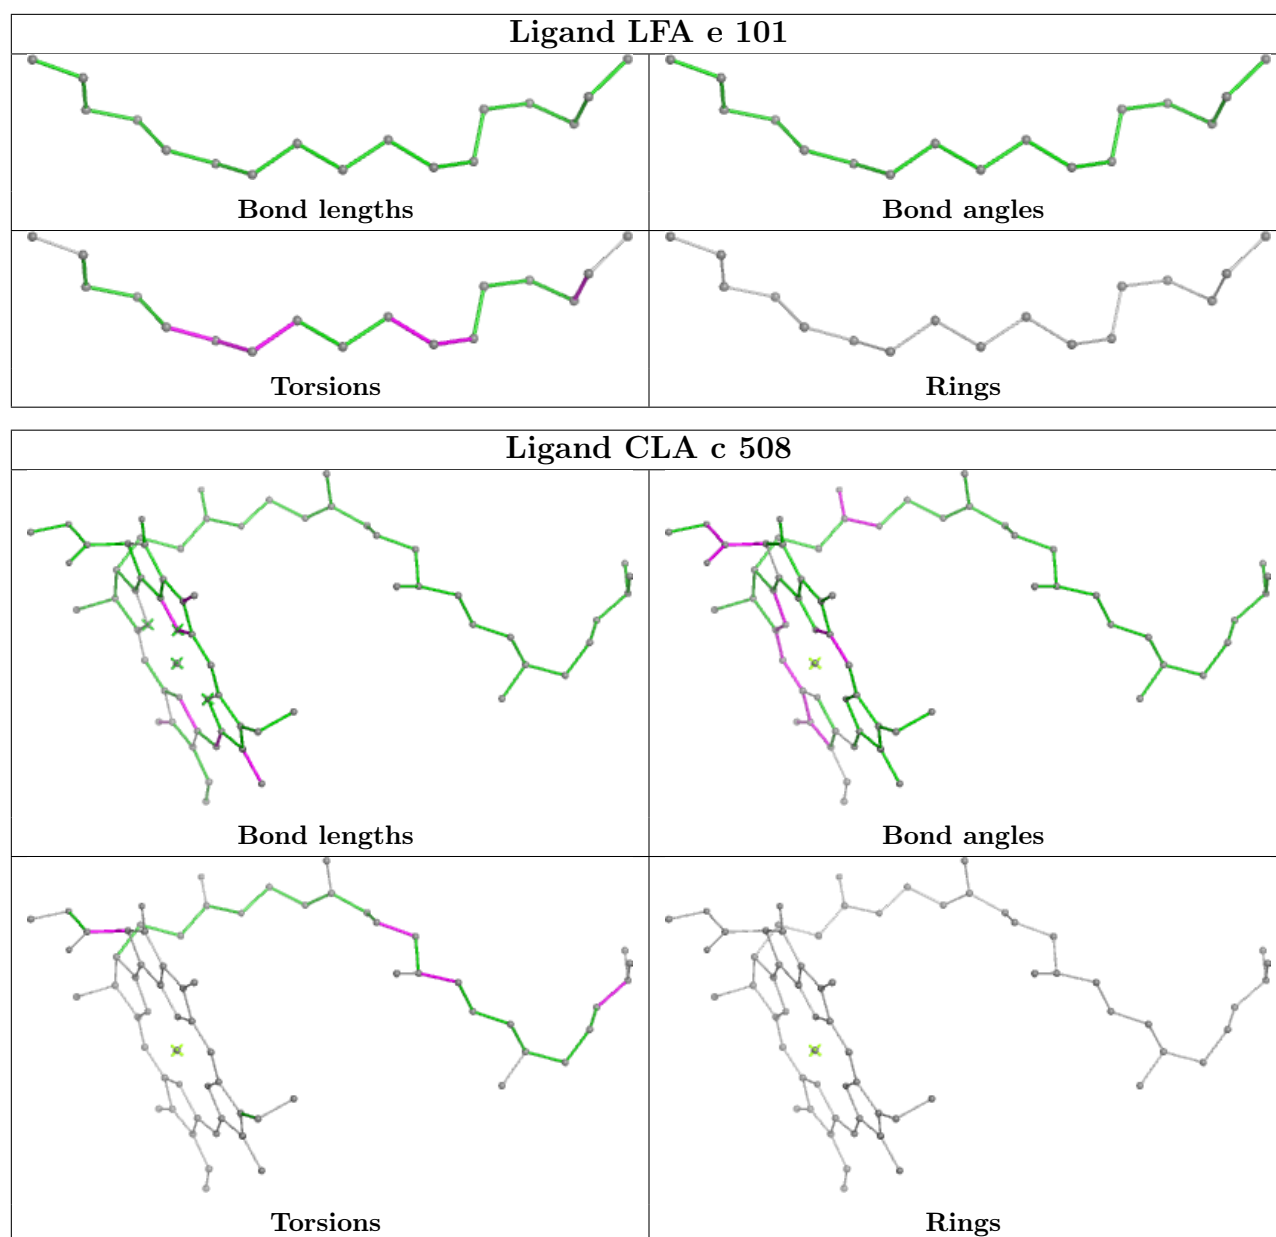 Ligand LFA e 101
Bond lengths
Bond angles
Torsions
Rings
Ligand CLA c 508
Bond lengths
Bond angles
Torsions
Rings